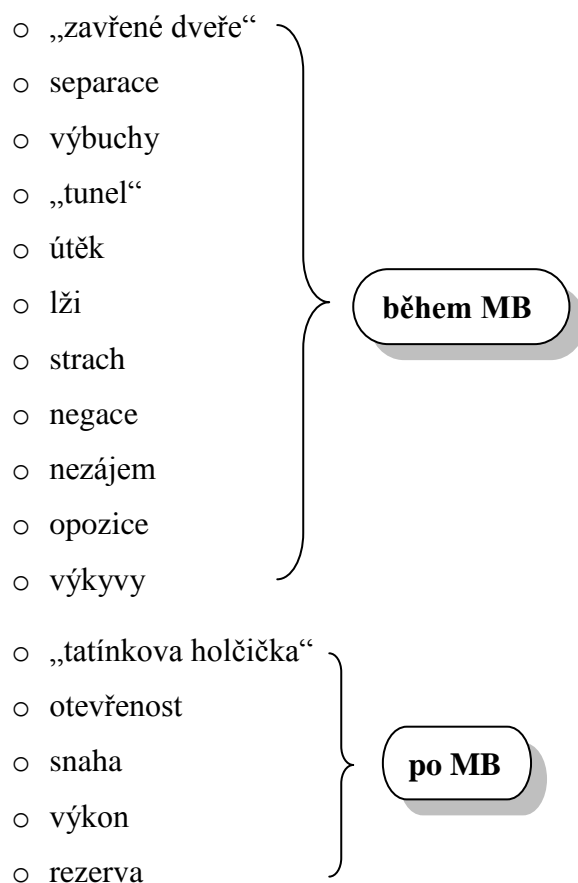 „zavřené dveře“
separace
výbuchy
„tunel“
útěk
lži
strach
negace
nezájem
opozice
výkyvy
během MB
„tatínkova holčička“
otevřenost
snaha
výkon
rezerva
po MB